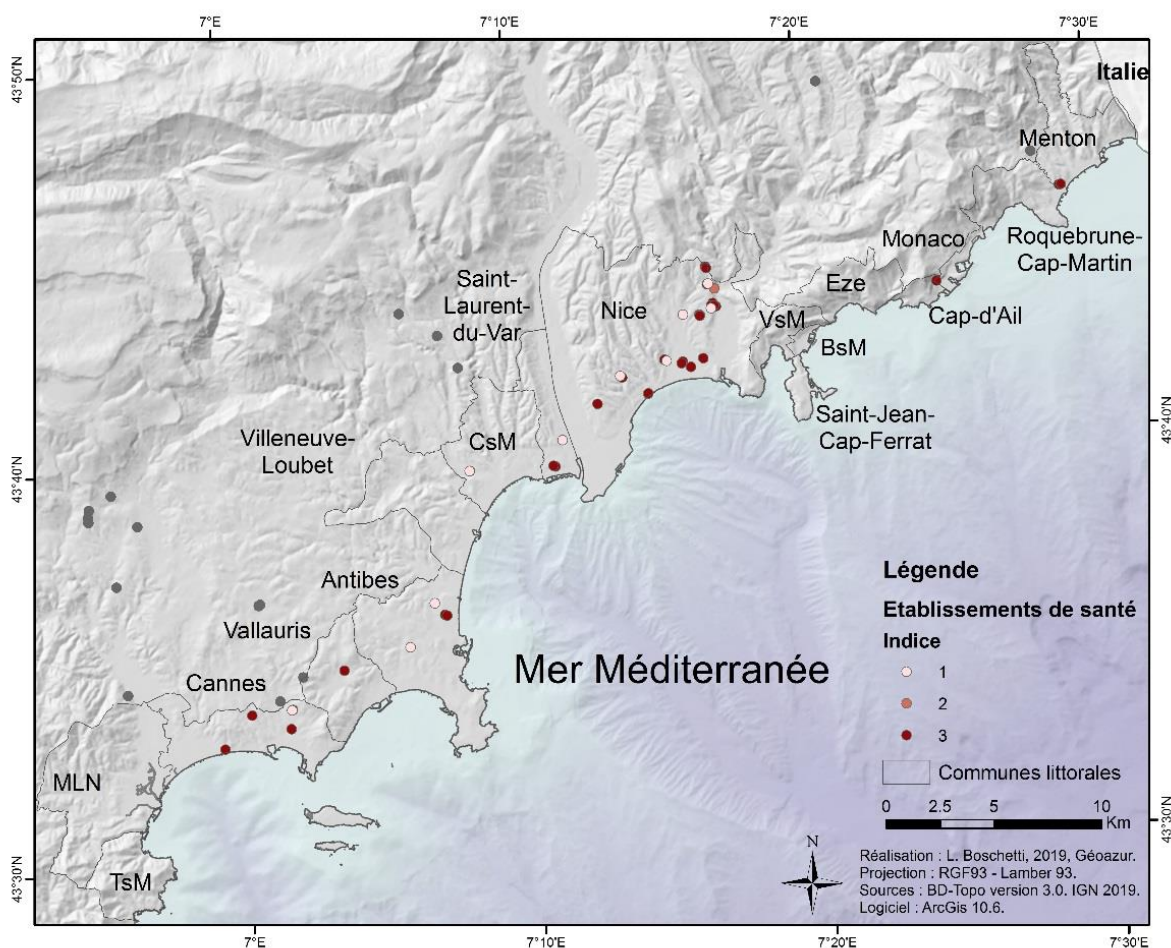 7°E
7°10'E
7°20'E
7°30'E
43°50'N
Italie
Menton
Monaco
Roquebrune-
Cap-Martin
Saint-
Laurent-
du-Var
Nice
Eze
VsM
Cap-d'Ail
BsM
Saint-Jean-
Cap-Ferrat
43°40'N
Villeneuve-
Loubet
CsM
43°40'N
Antibes
Vallauris
Cannes
MLN
TsM
Mer Méditerranée
Légende
Etablissements de santé
Indice
1
2
3
Communes littorales
0 2.5 5 10
Km
43°30'N
N
Réalisation : L. Boschetti, 2019, Géoazur.
Projection : RGF93 - Lamber 93.
Sources : BD-Topo version 3.0. IGN 2019.
Logiciel : ArcGis 10.6.
43°30'N
7°E
7°10'E
7°20'E
7°30'E